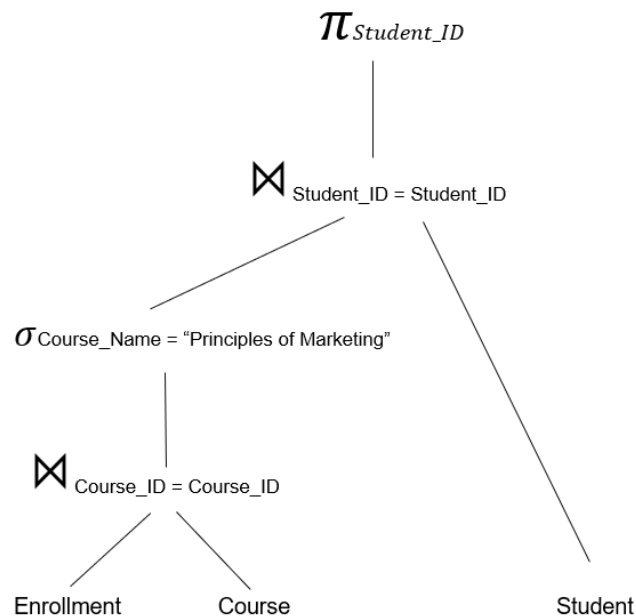 π Student_ID
⋈ Student_ID = Student_ID
σ Course_Name = “Principles of Marketing”
⋈ Course_ID = Course_ID
Enrollment Course Student